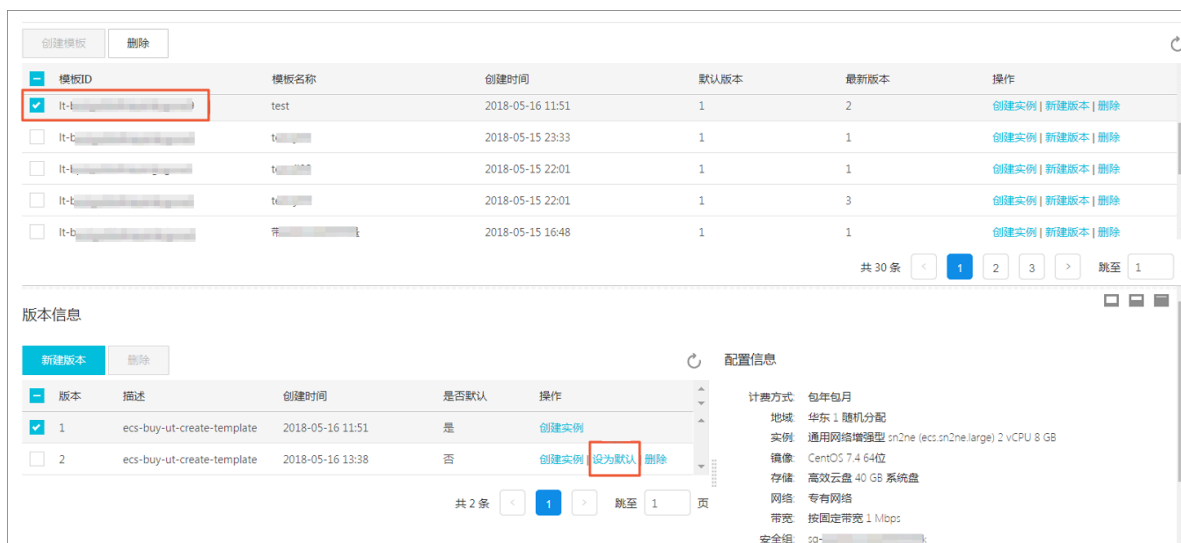 创建模板 删除
模板ID 模板名称 创建时间 默认版本 最新版本 操作
test 2018-05-16 11:51 1 2 创建实例 | 新建版本 | 删除
2018-05-15 23:33 1 1 创建实例 | 新建版本 | 删除
2018-05-15 22:01 1 1 创建实例 | 新建版本 | 删除
2018-05-15 22:01 1 3 创建实例 | 新建版本 | 删除
2018-05-15 16:48 1 1 创建实例 | 新建版本 | 删除
共 30 条 < 1 2 3 > 跳至 1
版本信息
新建版本 删除
版本 描述 创建时间 是否默认 操作
1 ecs-buy-ut-create-template 2018-05-16 11:51 是 创建实例
2 ecs-buy-ut-create-template 2018-05-16 13:38 否 创建实例 | 设为默认 | 删除
共 2 条 < 1 > 跳至 1 页
配置信息
计费方式: 包年包月
地域: 华东 1 随机分配
实例: 通用网络增强型 sn2ne (ecs.sn2ne.large) 2 vCPU 8 GB
镜像: CentOS 7.4 64位
存储: 高效云盘 40 GB 系统盘
网络: 专有网络
带宽: 按固定带宽 1 Mbps
安全组: